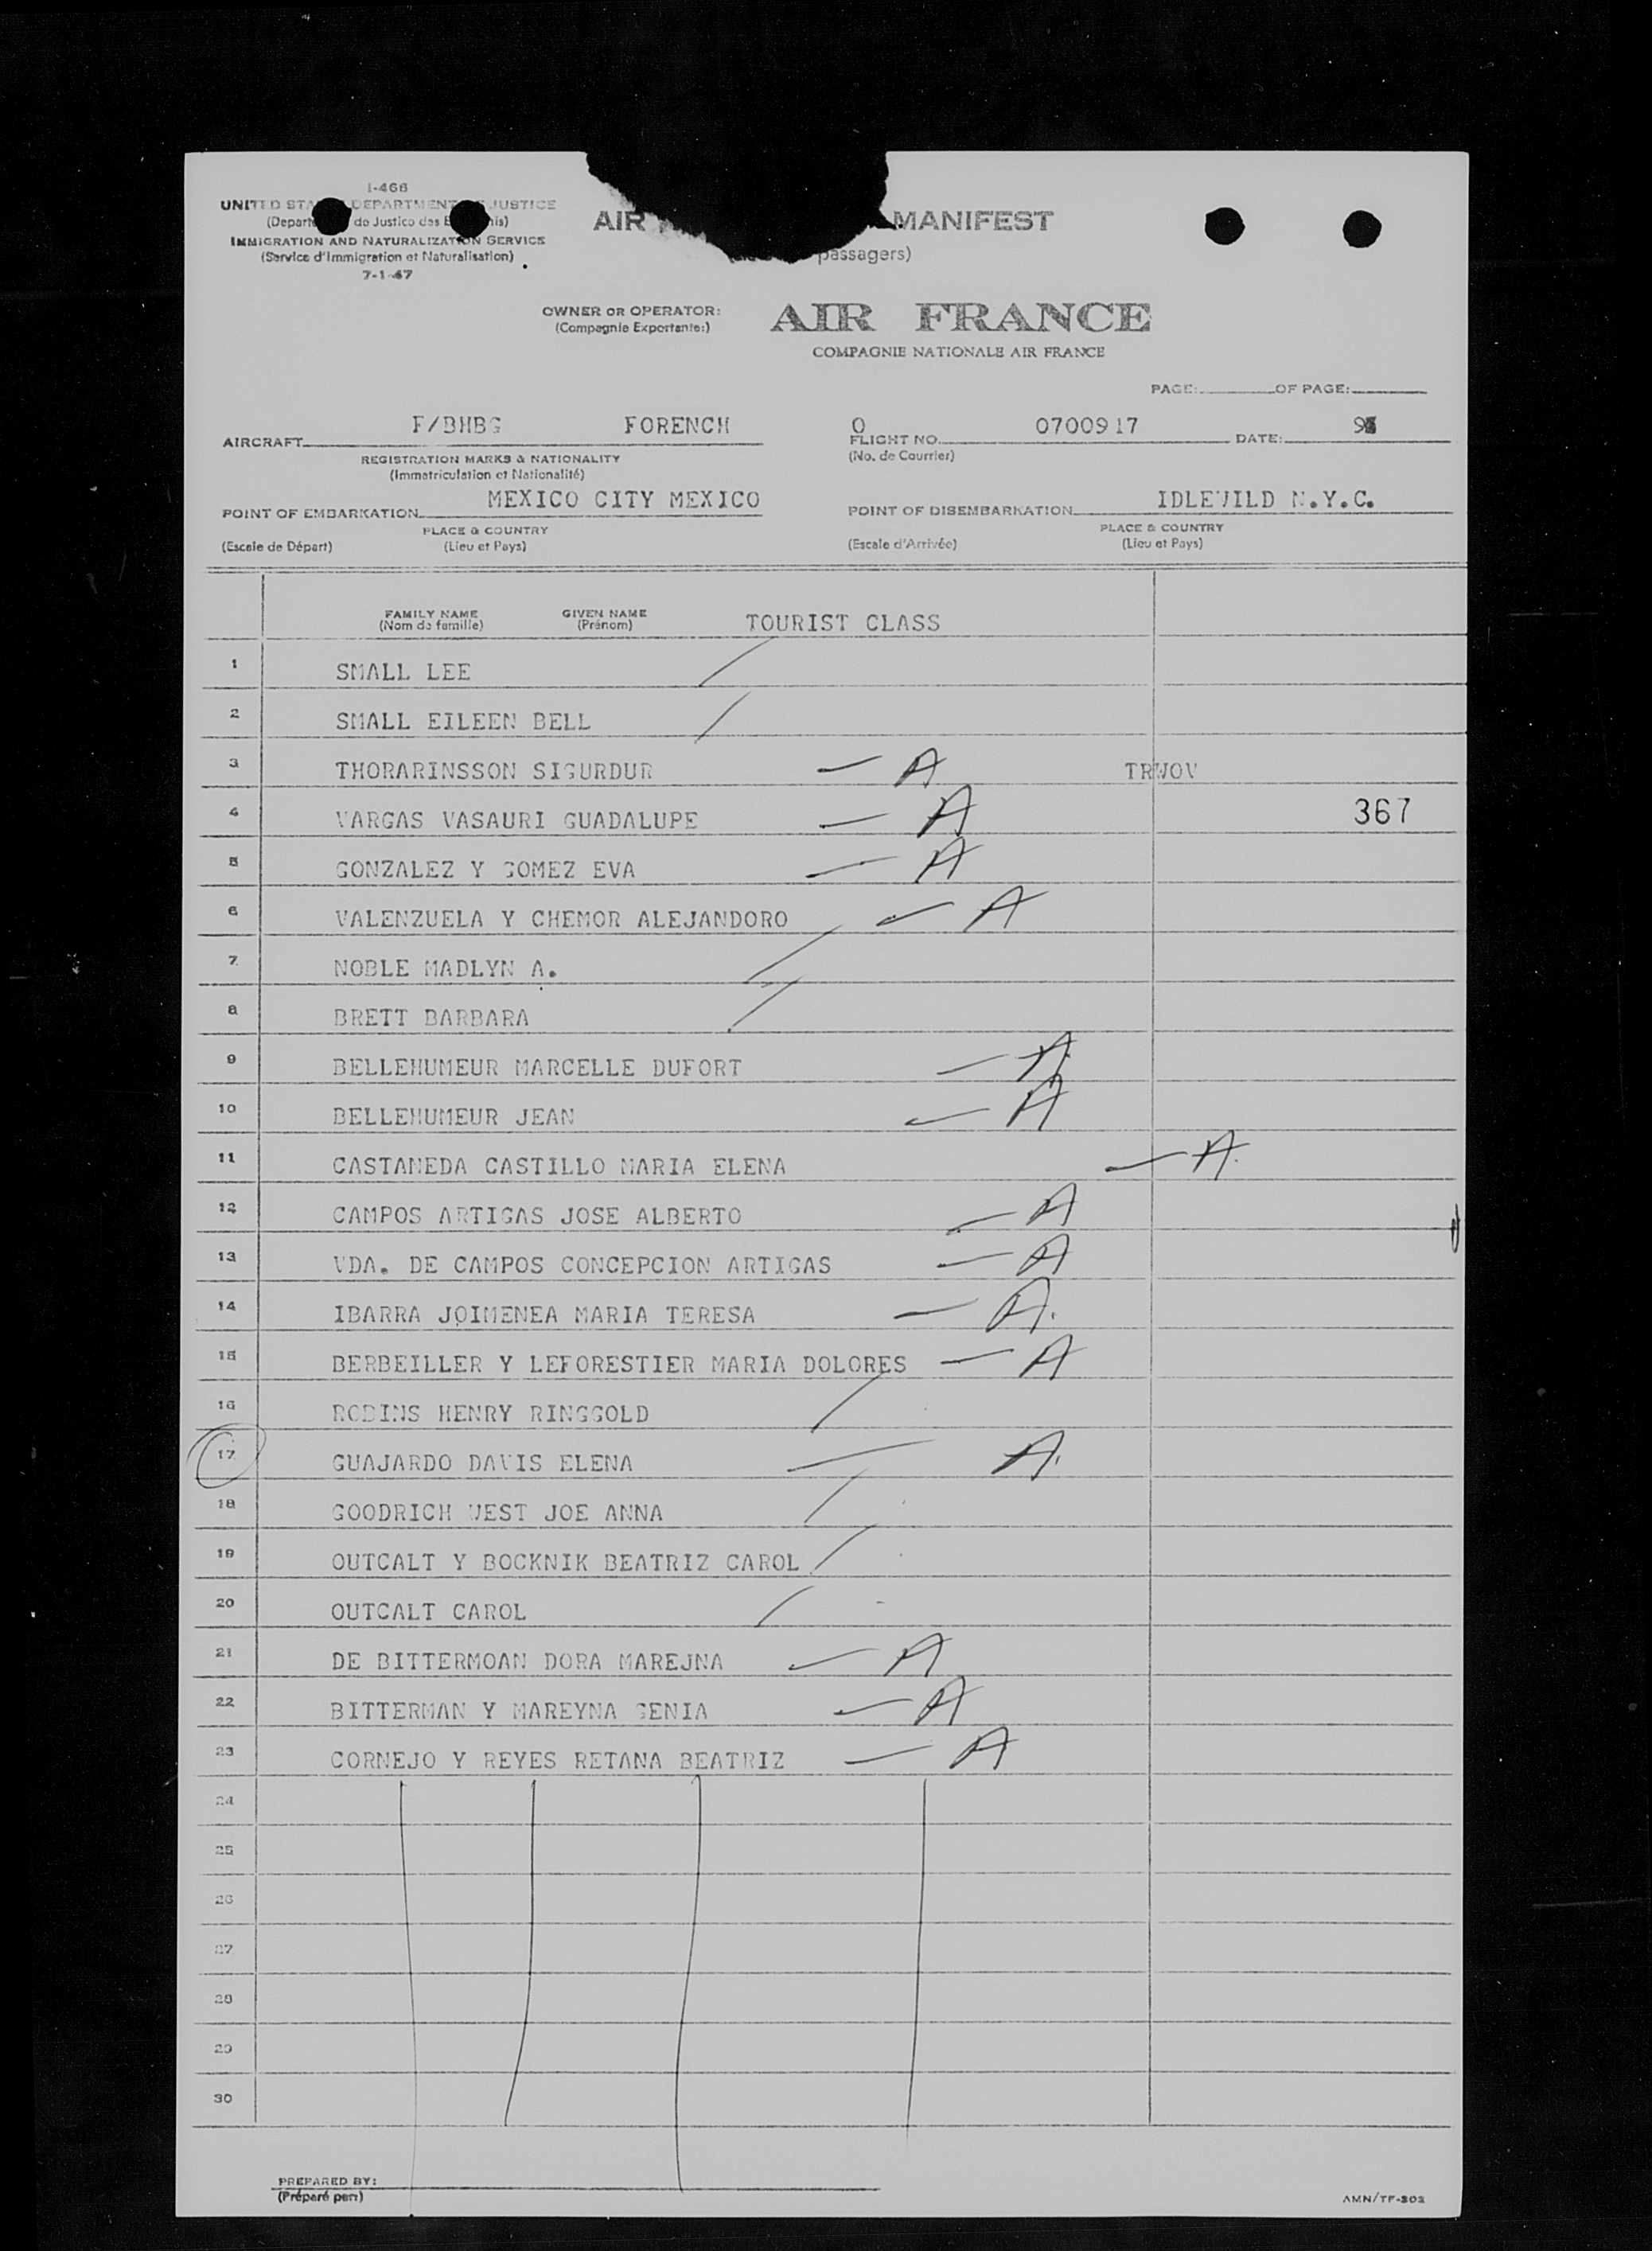 I-466
UNITED DEPARTMENT JUSTICE
de Justice des
IMMIGRATION AND NATURALIZATION SERVICE
(Service d'Immigration et Naturalisation)
7-1-47
AIR MANIFEST
passagers)
OWNER OR OPERATOR: AIR FRANCE
(Compagnie Exportante:)
COMPAGNIE NATIONALE AIR FRANCE
PAGE: OF PAGE:
AIRCRAFT F/BHBG FORENCH
REGISTRATION MARKS & NATIONALITY
(Immatriculation et Nationalité)
O
FLIGHT NO. 0700917 DATE:
(No. de Courrier)
POINT OF EMBARKATION MEXICO CITY MEXICO
PLACE & COUNTRY
(Escale de Départ) (Lieu et Pays)
POINT OF DISEMBARKATION IDLEWILD N.Y.C.
PLACE & COUNTRY
(Escale d'Arrivée) (Lieu et Pays)
FAMILY NAME GIVEN NAME TOURIST CLASS
(Nom de famille) (Prénom)
1 SMALL LEE
2 SMALL EILEEN BELL
3 THORARINSSON SIGURDUR — A TRWOV
4 VARGAS VASAURI GUADALUPE — A 367
5 GONZALEZ Y GOMEZ EVA — A
6 VALENZUELA Y CHEMOR ALEJANDORO — A
7 NOBLE MADLYN A.
8 BRETT BARBARA
9 BELLEHUMEUR MARCELLE DUFORT — A
10 BELLEHUMEUR JEAN — A
11 CASTANEDA CASTILLO MARIA ELENA — A.
12 CAMPOS ARTIGAS JOSE ALBERTO — A
13 VDA. DE CAMPOS CONCEPCION ARTIGAS — A
14 IBARRA JOIMENEA MARIA TERESA — A.
15 BERBEILLER Y LEFORESTIER MARIA DOLORES — A
16 ROBINS HENRY RINGGOLD
17 GUAJARDO DAVIS ELENA — A.
18 GOODRICH WEST JOE ANNA
19 OUTCALT Y BOCKNIK BEATRIZ CAROL
20 OUTCALT CAROL
21 DE BITTERMOAN DORA MAREJNA — A
22 BITTERMAN Y MAREYNA GENIA — A
23 CORNEJO Y REYES RETANA BEATRIZ — A
24
25
26
27
28
29
30
PREPARED BY:
(Préparé par:)
AMN/TF-302